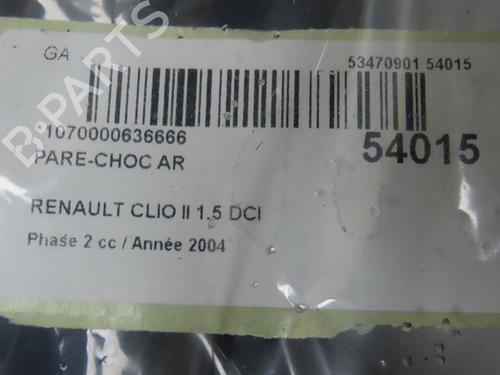 GA
53470901 54015
1070000636666
54015
PARE-CHOC AR
RENAULT CLIO II 1.5 DCI
Phase 2 cc / Année 2004
B-PARTS